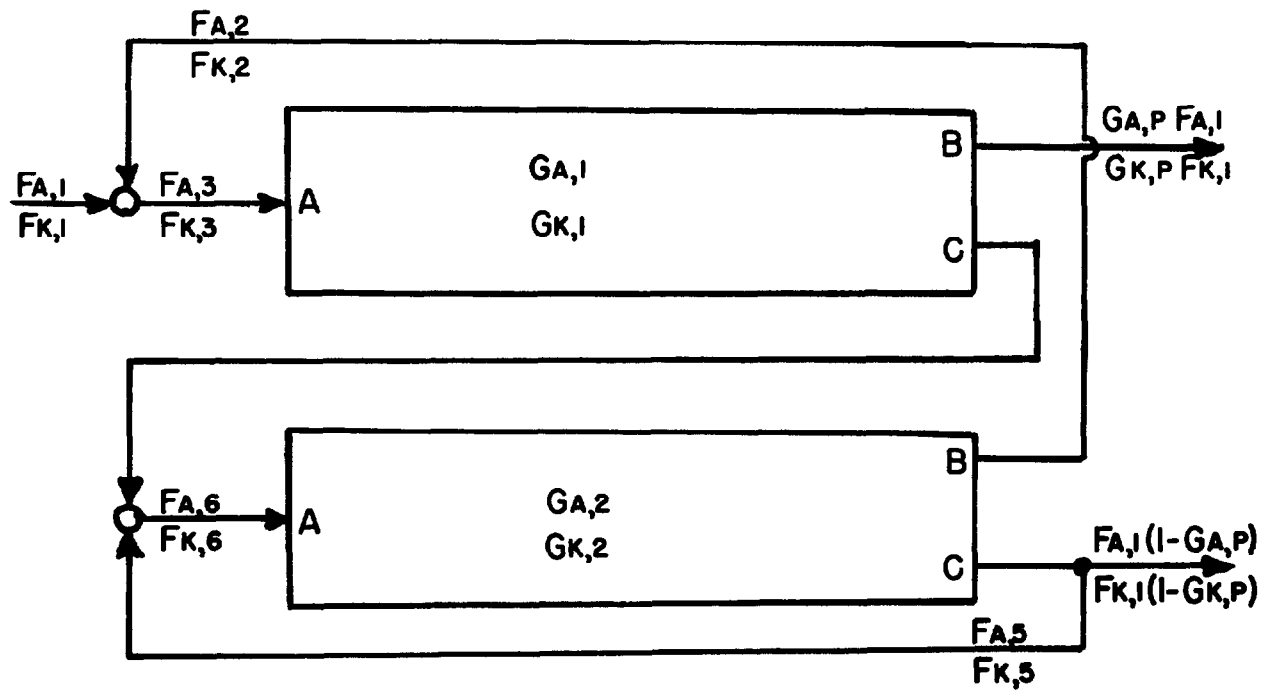 FA,2
FK,2
FA,1
FK,1
FA,3
FK,3
A
GA,1
GK,1
B
C
GA,P FA,1
GK,P FK,1
FA,6
FK,6
A
GA,2
GK,2
B
C
FA,1(1-GA,P)
FK,1(1-GK,P)
FA,5
FK,5